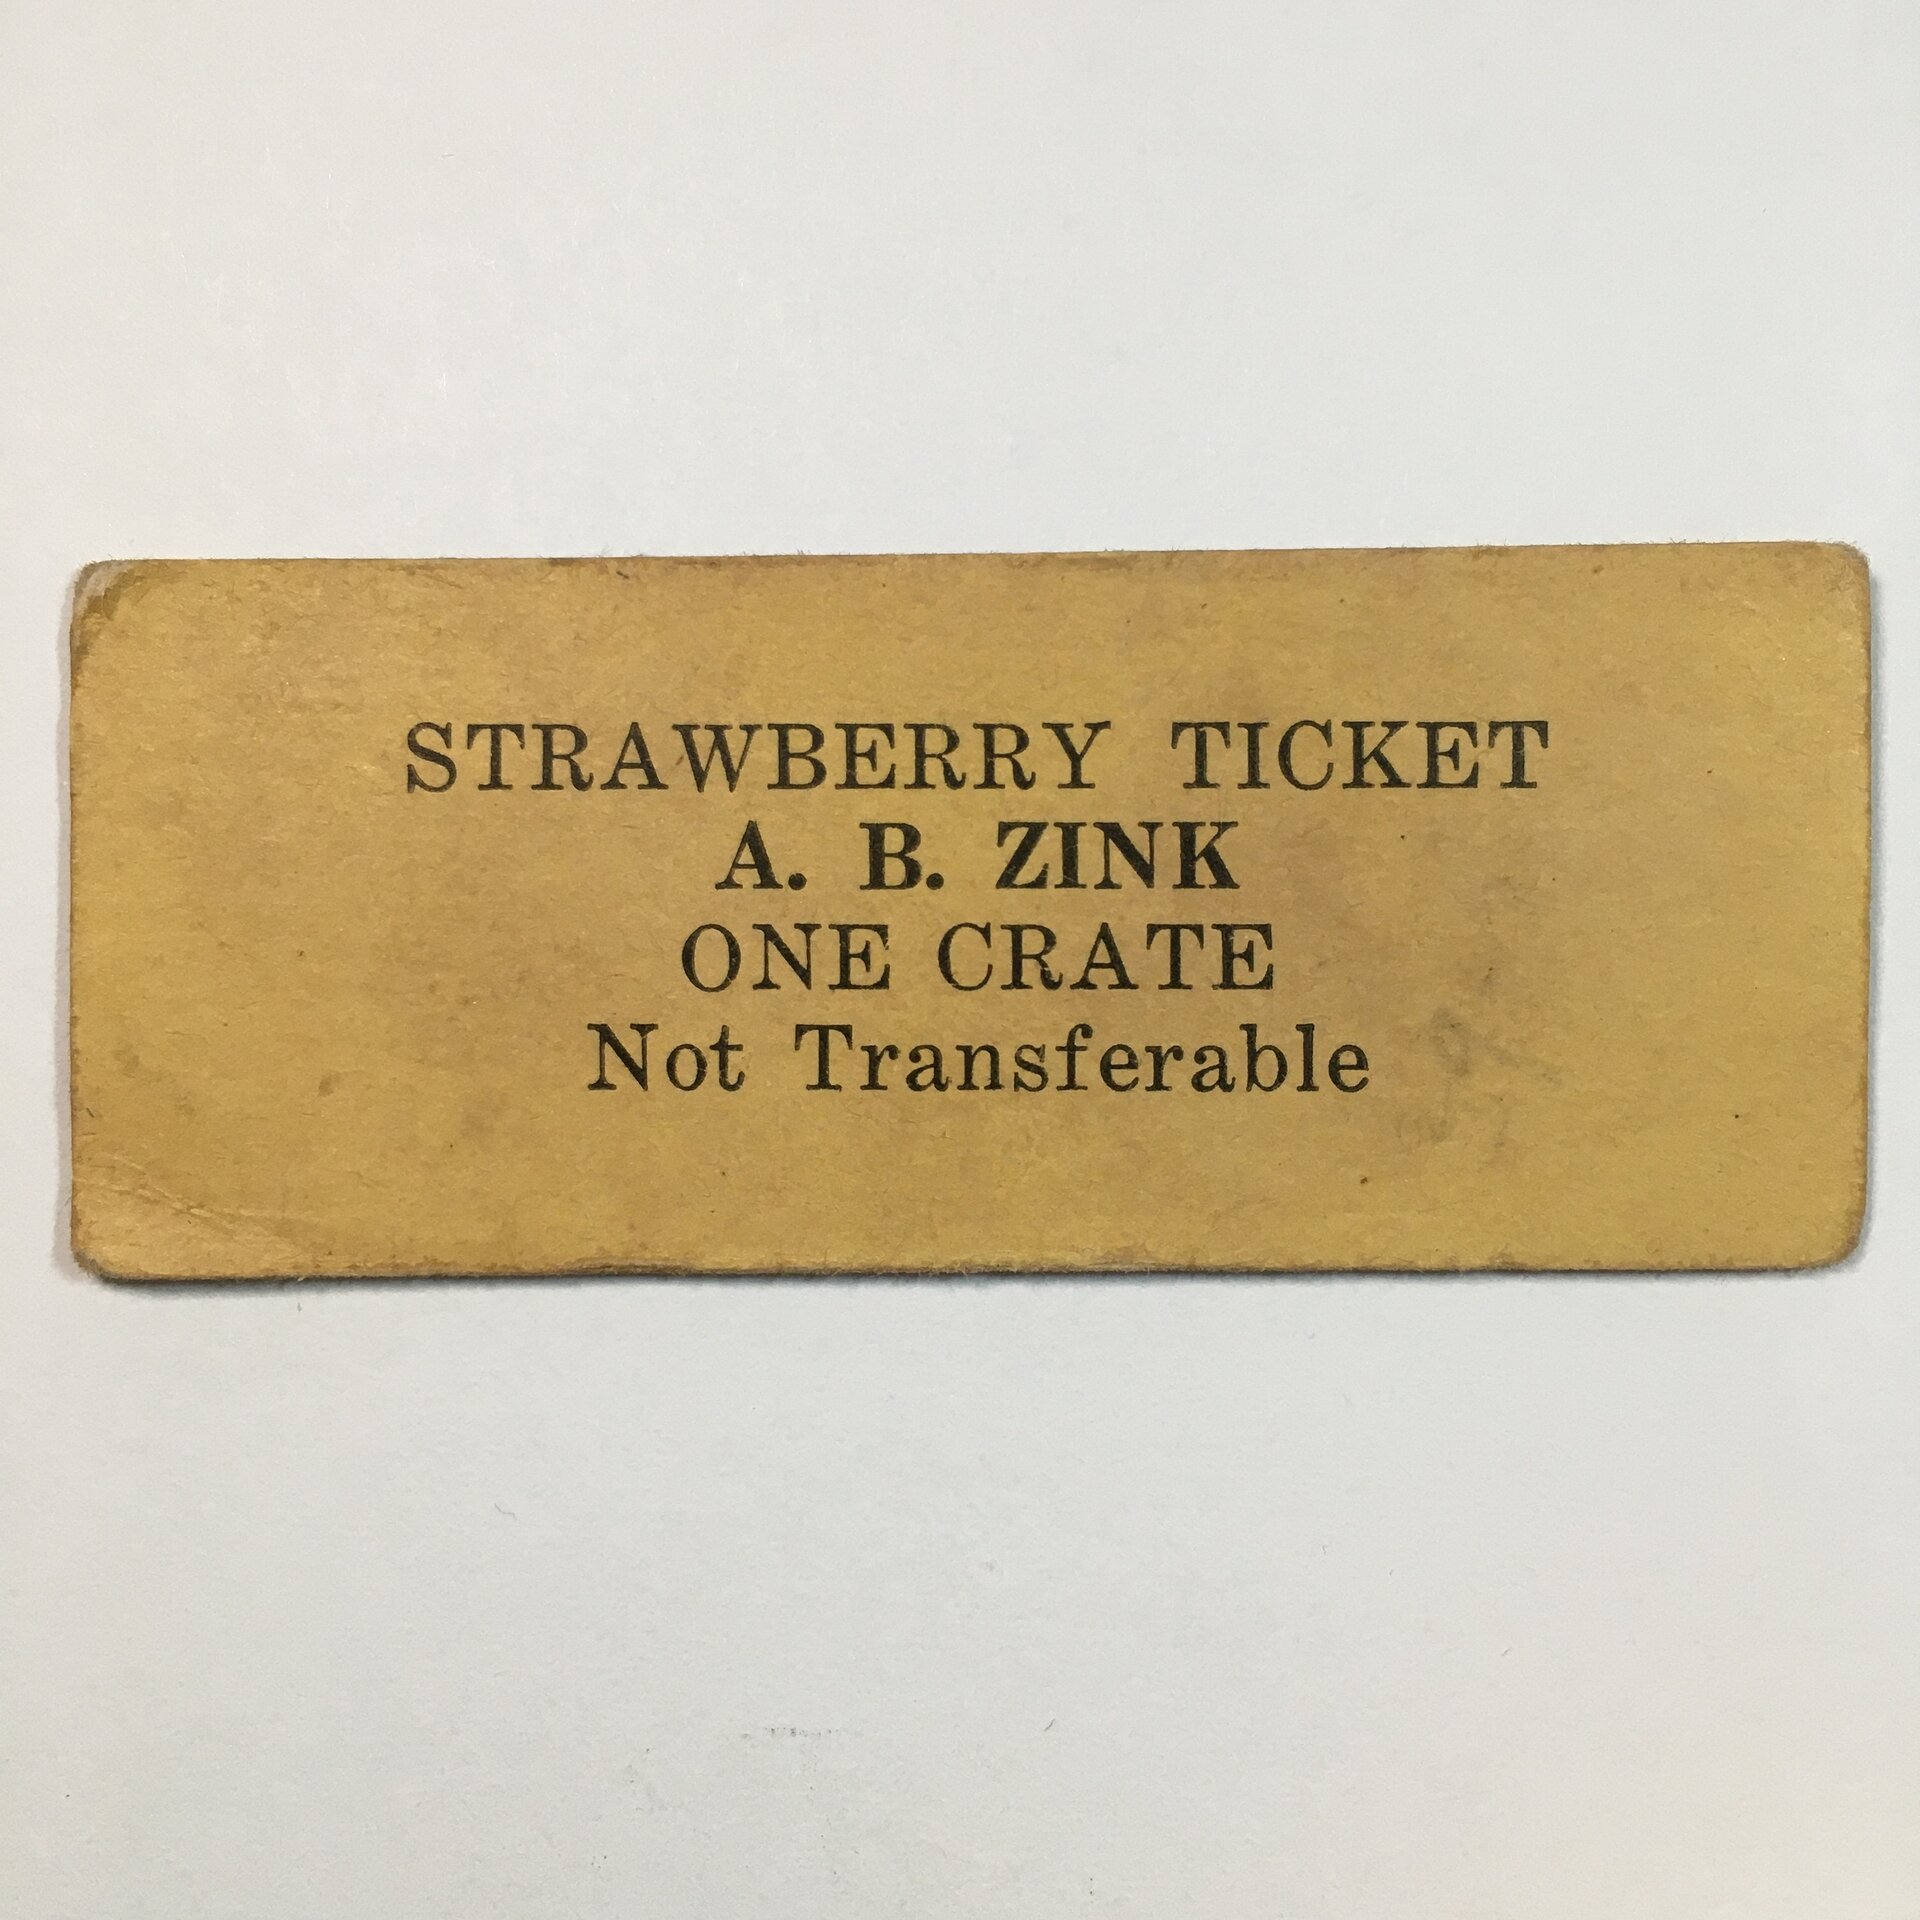 STRAWBERRY TICKET
A. B. ZINK
ONE CRATE
Not Transferable